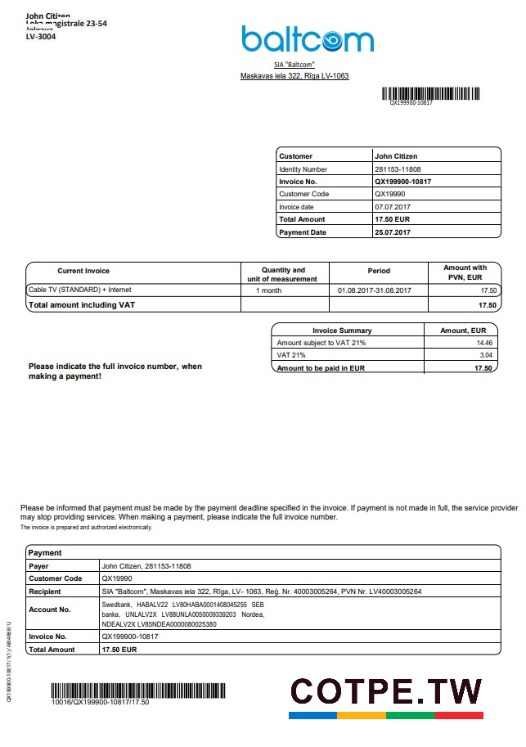 John Citizen
magistrale 23-54
LV-3004
baltcom
SIA "Baltcom"
Maskavas iela 322, Rīga LV-1063
QX199900-10817
Customer John Citizen
Identity Number 281153-11808
Invoice No. QX199900-10817
Customer Code QX19990
Invoice date 07.07.2017
Total Amount 17.50 EUR
Payment Date 25.07.2017
Current Invoice Quantity and unit of measurement Period Amount with PVN, EUR
Cable TV (STANDARD) + Internet 1 month 01.08.2017-31.08.2017 17.50
Total amount including VAT 17.50
Invoice Summary Amount, EUR
Amount subject to VAT 21% 14.46
VAT 21% 3.04
Amount to be paid in EUR 17.50
Please indicate the full invoice number, when
making a payment!
Please be informed that payment must be made by the payment deadline specified in the invoice. If payment is not made in full, the service provider
may stop providing services. When making a payment, please indicate the full invoice number.
The invoice is prepared and authorized electronically.
Payment
Payer John Citizen, 281153-11808
Customer Code QX19990
Recipient SIA "Baltcom", Maskavas iela 322, Rīga, LV- 1063, Reģ. Nr. 40003005264, PVN Nr. LV40003005264
Account No. Swedbank, HABALV22 LV80HABA0001408045255 SEB
banka, UNLALV2X LV88UNLA0050009339203 Nordea,
NDEALV2X LV85NDEA0000080025380
Invoice No. QX199900-10817
Total Amount 17.50 EUR
10016/QX199900-10817/17.50
COTPE.TW